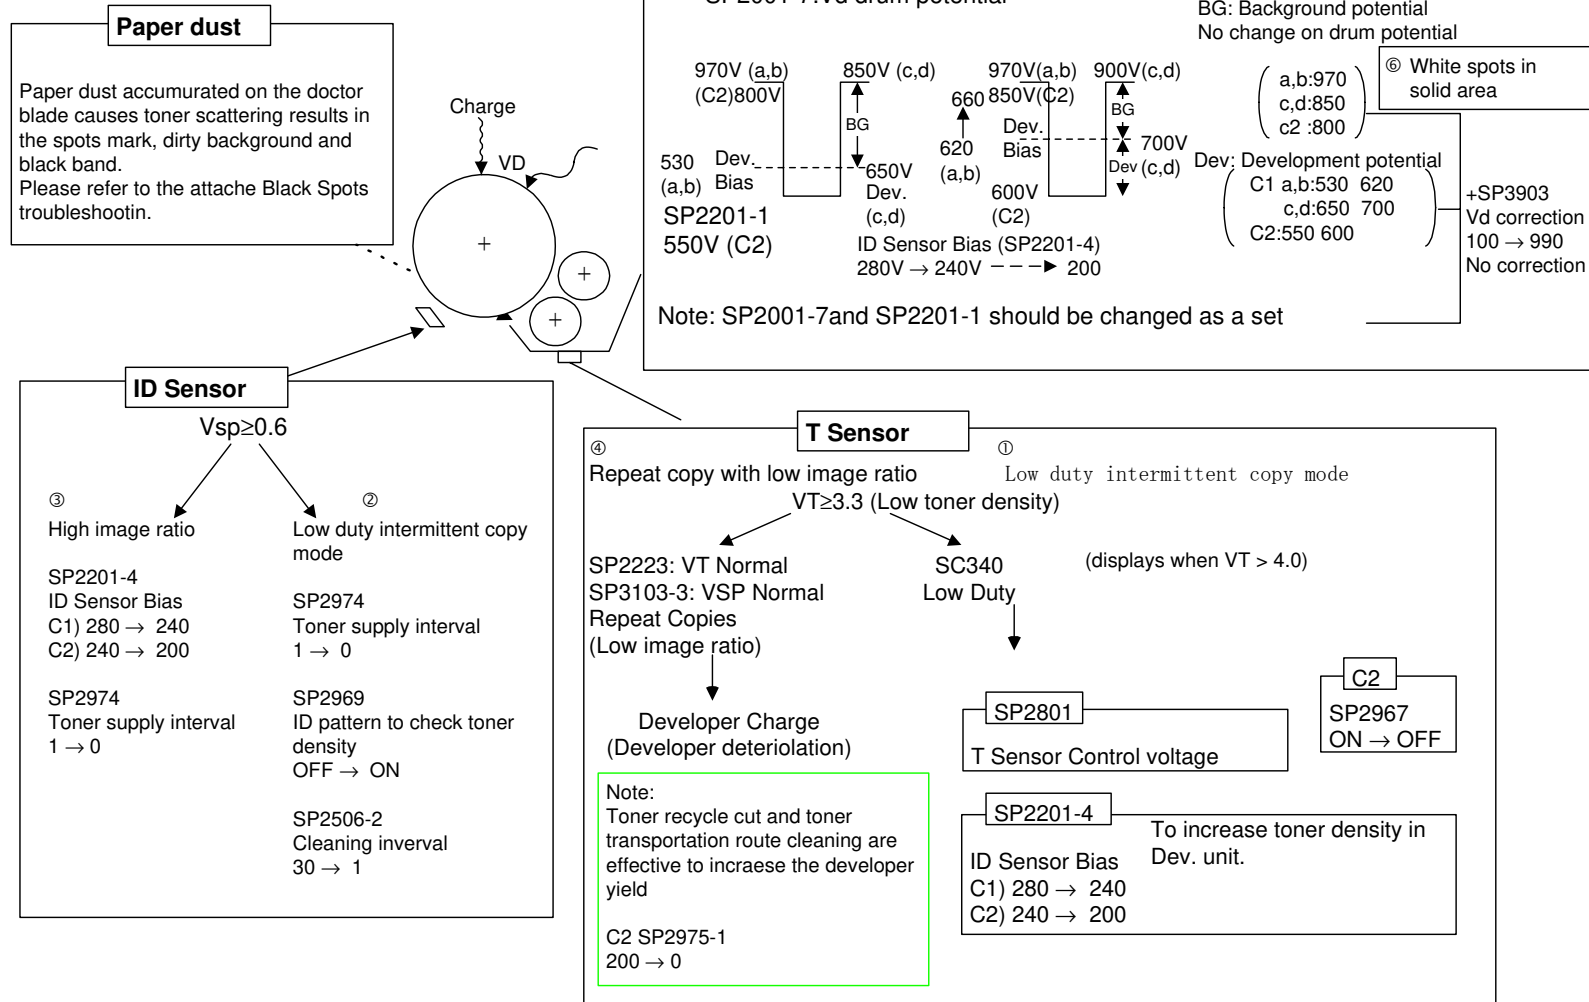 Paper dust
Paper dust accumurated on the doctor
blade causes toner scattering results in
the spots mark, dirty background and
black band.
Please refer to the attache Black Spots
troubleshootin.
Charge
VD
BG: Background potential
No change on drum potential
970V (a,b)
(C2)800V
850V (c,d)
BG
530
(a,b)
Dev.
Bias
650V
Dev.
(c,d)
SP2201-1
550V (C2)
970V(a,b)
850V(C2)
900V(c,d)
660
620
(a,b)
Dev.
Bias
BG
700V
Dev (c,d)
600V
(C2)
ID Sensor Bias (SP2201-4)
280V → 240V 200
a,b:970
c,d:850
c2 :800
⑥ White spots in
solid area
Dev: Development potential
C1 a,b:530 620
c,d:650 700
C2:550 600
+SP3903
Vd correction
100 → 990
No correction
Note: SP2001-7and SP2201-1 should be changed as a set
ID Sensor
Vsp≥0.6
③
High image ratio
SP2201-4
ID Sensor Bias
C1) 280 → 240
C2) 240 → 200
SP2974
Toner supply interval
1 → 0
②
Low duty intermittent copy
mode
SP2974
Toner supply interval
1 → 0
SP2969
ID pattern to check toner
density
OFF → ON
SP2506-2
Cleaning inverval
30 → 1
T Sensor
④
Repeat copy with low image ratio
①
Low duty intermittent copy mode
VT≥3.3 (Low toner density)
SP2223: VT Normal
SP3103-3: VSP Normal
Repeat Copies
(Low image ratio)
SC340
Low Duty
(displays when VT > 4.0)
Developer Charge
(Developer deteriolation)
Note:
Toner recycle cut and toner
transportation route cleaning are
effective to incraese the developer
yield
C2 SP2975-1
200 → 0
SP2801
T Sensor Control voltage
C2
SP2967
ON → OFF
SP2201-4
To increase toner density in
Dev. unit.
ID Sensor Bias
C1) 280 → 240
C2) 240 → 200